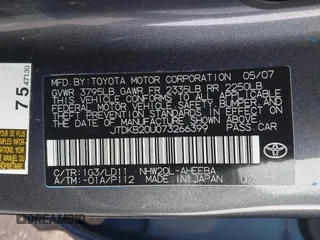 75
47130
MFD. BY: TOYOTA MOTOR CORPORATION 05/07
GVWR 3795LB GAWR FR 2335LB RR 2250LB
THIS VEHICLE CONFORMS TO ALL APPLICABLE
FEDERAL MOTOR VEHICLE SAFETY, BUMPER, AND
THEFT PREVENTION STANDARDS IN EFFECT ON
THE DATE OF MANUFACTURE SHOWN ABOVE.
JTDKB20U073266399 PASS.CAR
C/TR: 1G3/LD11 NHW20L-AHEEBA
A/TM: -01A/P112 MADE IN JAPAN
TOYOTA
DREAMBID